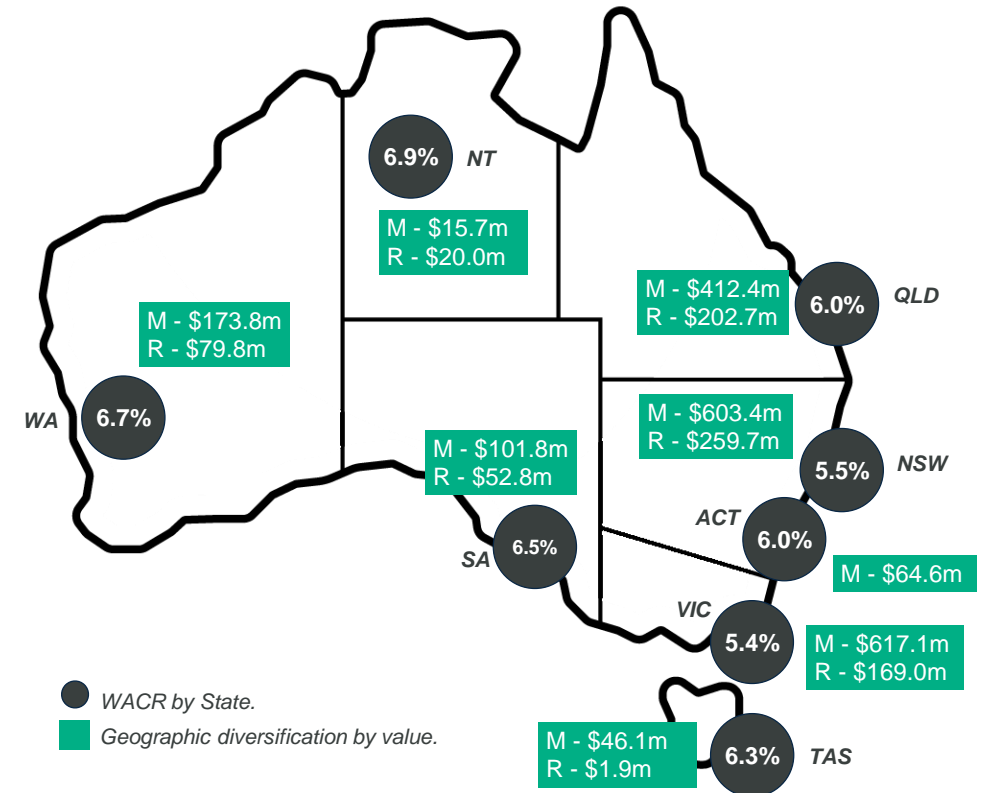 6.9%
NT
M - $15.7m
R - $20.0m
M - $412.4m
R - $202.7m
6.0%
QLD
M - $173.8m
R - $79.8m
WA
6.7%
M - $603.4m
R - $259.7m
5.5%
NSW
M - $101.8m
R - $52.8m
SA
6.5%
ACT
6.0%
M - $64.6m
VIC
5.4%
M - $617.1m
R - $169.0m
WACR by State.
Geographic diversification by value.
M - $46.1m
R - $1.9m
6.3%
TAS